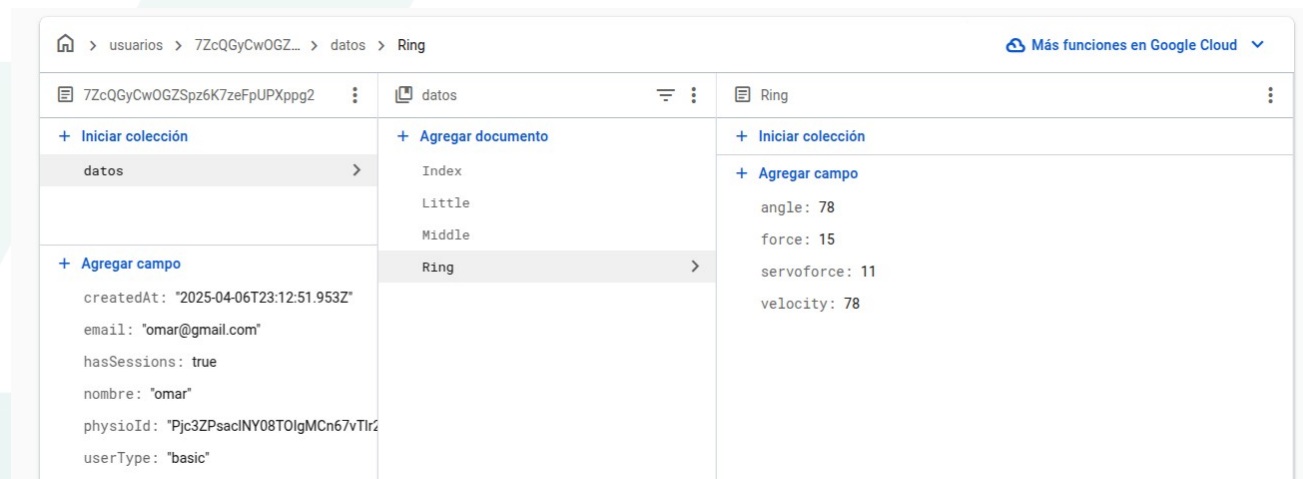 usuarios > 7ZcQGyCwOGZ... > datos > Ring
Más funciones en Google Cloud
7ZcQGyCwOGZSpz6K7zeFpUPXppg2
+ Iniciar colección
datos
+ Agregar campo
createdAt: "2025-04-06T23:12:51.953Z"
email: "omar@gmail.com"
hasSessions: true
nombre: "omar"
physioId: "Pjc3ZPsaclNY08TOIgMCn67vTlr2
userType: "basic"
datos
+ Agregar documento
Index
Little
Middle
Ring
Ring
+ Iniciar colección
+ Agregar campo
angle: 78
force: 15
servoforce: 11
velocity: 78